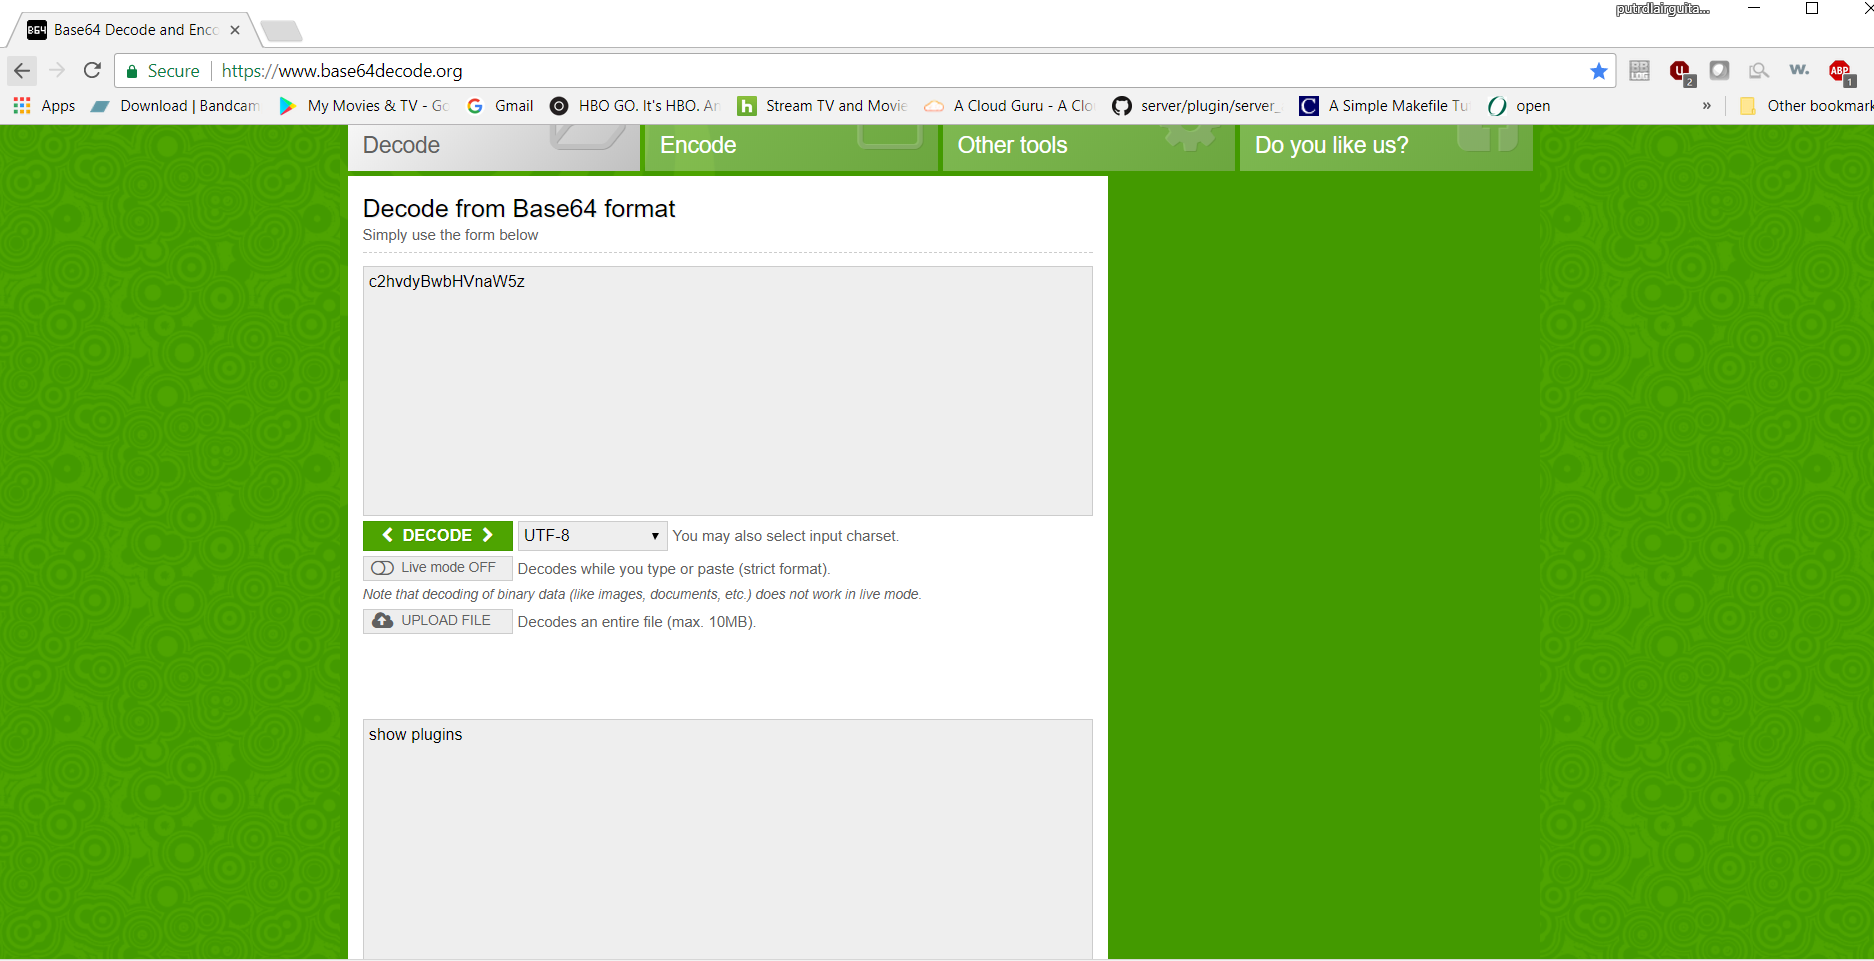 putrdlairguita...
B64 Base64 Decode and Enc
Secure https://www.base64decode.org
Apps Download | Bandcam My Movies & TV - Go Gmail HBO GO. It's HBO. An Stream TV and Movie A Cloud Guru - A Clo server/plugin/server_ A Simple Makefile Tu open » Other bookmark
Decode Encode Other tools Do you like us?
Decode from Base64 format
Simply use the form below
c2hvdyBwbHVnaW5z
DECODE UTF-8 You may also select input charset.
Live mode OFF Decodes while you type or paste (strict format).
Note that decoding of binary data (like images, documents, etc.) does not work in live mode.
UPLOAD FILE Decodes an entire file (max. 10MB).
show plugins